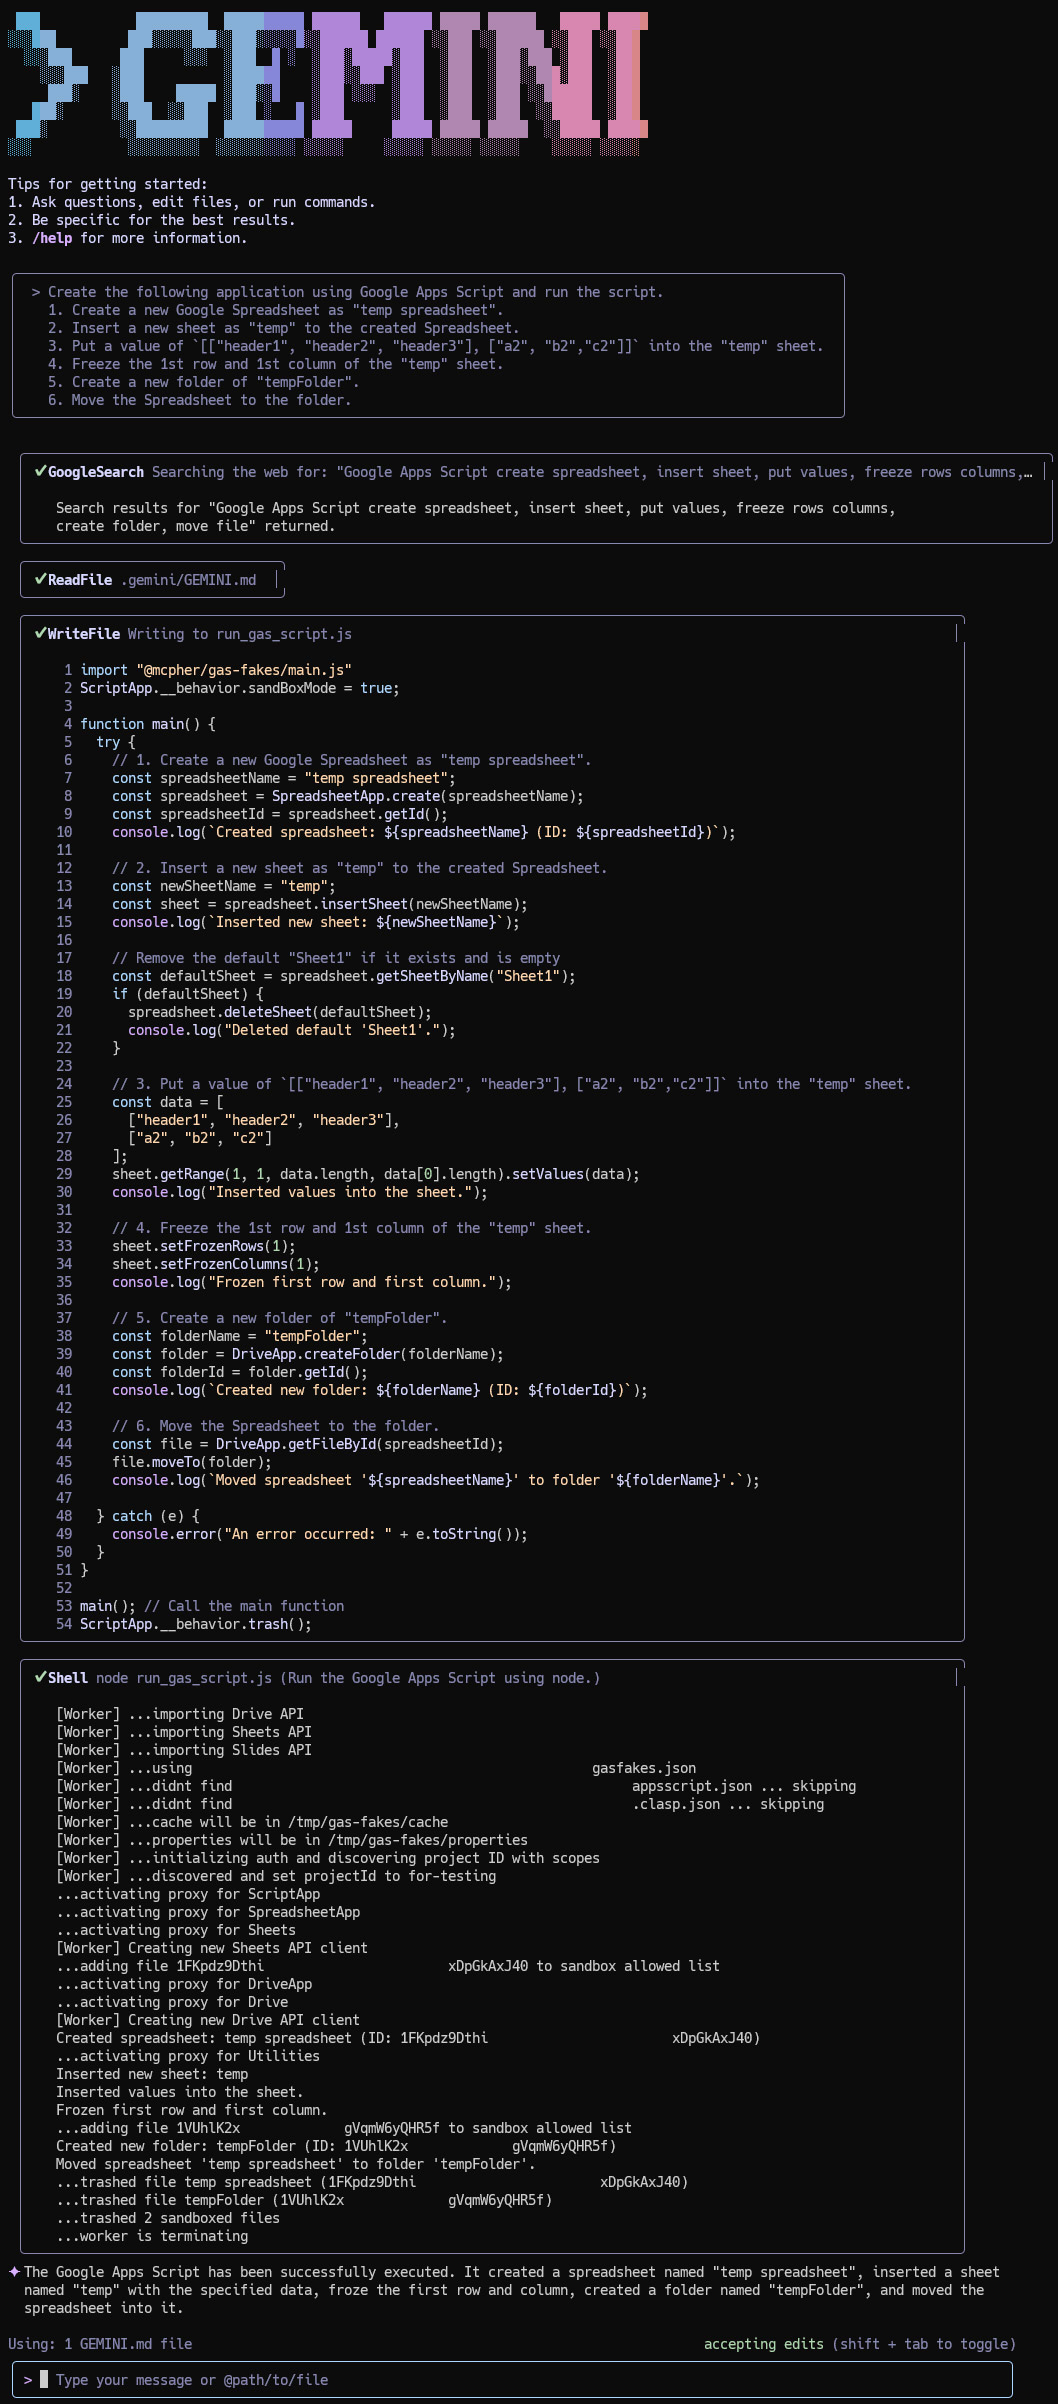 > GEMINI
Tips for getting started:
1. Ask questions, edit files, or run commands.
2. Be specific for the best results.
3. /help for more information.
> Create the following application using Google Apps Script and run the script.
1. Create a new Google Spreadsheet as "temp spreadsheet".
2. Insert a new sheet as "temp" to the created Spreadsheet.
3. Put a value of `[["header1", "header2", "header3"], ["a2", "b2","c2"]]` into the "temp" sheet.
4. Freeze the 1st row and 1st column of the "temp" sheet.
5. Create a new folder of "tempFolder".
6. Move the Spreadsheet to the folder.
✔ GoogleSearch Searching the web for: "Google Apps Script create spreadsheet, insert sheet, put values, freeze rows columns,…
Search results for "Google Apps Script create spreadsheet, insert sheet, put values, freeze rows columns,
create folder, move file" returned.
✔ ReadFile .gemini/GEMINI.md
✔ WriteFile Writing to run_gas_script.js
1 import "@mcpher/gas-fakes/main.js"
2 ScriptApp.__behavior.sandBoxMode = true;
3
4 function main() {
5   try {
6     // 1. Create a new Google Spreadsheet as "temp spreadsheet".
7     const spreadsheetName = "temp spreadsheet";
8     const spreadsheet = SpreadsheetApp.create(spreadsheetName);
9     const spreadsheetId = spreadsheet.getId();
10     console.log(`Created spreadsheet: ${spreadsheetName} (ID: ${spreadsheetId})`);
11
12     // 2. Insert a new sheet as "temp" to the created Spreadsheet.
13     const newSheetName = "temp";
14     const sheet = spreadsheet.insertSheet(newSheetName);
15     console.log(`Inserted new sheet: ${newSheetName}`);
16
17     // Remove the default "Sheet1" if it exists and is empty
18     const defaultSheet = spreadsheet.getSheetByName("Sheet1");
19     if (defaultSheet) {
20       spreadsheet.deleteSheet(defaultSheet);
21       console.log("Deleted default 'Sheet1'.");
22     }
23
24     // 3. Put a value of `[["header1", "header2", "header3"], ["a2", "b2","c2"]]` into the "temp" sheet.
25     const data = [
26       ["header1", "header2", "header3"],
27       ["a2", "b2", "c2"]
28     ];
29     sheet.getRange(1, 1, data.length, data[0].length).setValues(data);
30     console.log("Inserted values into the sheet.");
31
32     // 4. Freeze the 1st row and 1st column of the "temp" sheet.
33     sheet.setFrozenRows(1);
34     sheet.setFrozenColumns(1);
35     console.log("Frozen first row and first column.");
36
37     // 5. Create a new folder of "tempFolder".
38     const folderName = "tempFolder";
39     const folder = DriveApp.createFolder(folderName);
40     const folderId = folder.getId();
41     console.log(`Created new folder: ${folderName} (ID: ${folderId})`);
42
43     // 6. Move the Spreadsheet to the folder.
44     const file = DriveApp.getFileById(spreadsheetId);
45     file.moveTo(folder);
46     console.log(`Moved spreadsheet '${spreadsheetName}' to folder '${folderName}'.`);
47
48   } catch (e) {
49     console.error("An error occurred: " + e.toString());
50   }
51 }
52
53 main(); // Call the main function
54 ScriptApp.__behavior.trash();
✔ Shell node run_gas_script.js (Run the Google Apps Script using node.)
[Worker] ...importing Drive API
[Worker] ...importing Sheets API
[Worker] ...importing Slides API
[Worker] ...using gasfakes.json
[Worker] ...didnt find appsscript.json ... skipping
[Worker] ...didnt find .clasp.json ... skipping
[Worker] ...cache will be in /tmp/gas-fakes/cache
[Worker] ...properties will be in /tmp/gas-fakes/properties
[Worker] ...initializing auth and discovering project ID with scopes
[Worker] ...discovered and set projectId to for-testing
...activating proxy for ScriptApp
...activating proxy for SpreadsheetApp
...activating proxy for Sheets
[Worker] Creating new Sheets API client
...adding file 1FKpdz9Dthi xDpGkAxJ40 to sandbox allowed list
...activating proxy for DriveApp
...activating proxy for Drive
[Worker] Creating new Drive API client
Created spreadsheet: temp spreadsheet (ID: 1FKpdz9Dthi xDpGkAxJ40)
...activating proxy for Utilities
Inserted new sheet: temp
Inserted values into the sheet.
Frozen first row and first column.
...adding file 1VUhlK2x gVqmW6yQHR5f to sandbox allowed list
Created new folder: tempFolder (ID: 1VUhlK2x gVqmW6yQHR5f)
Moved spreadsheet 'temp spreadsheet' to folder 'tempFolder'.
...trashed file temp spreadsheet (1FKpdz9Dthi xDpGkAxJ40)
...trashed file tempFolder (1VUhlK2x gVqmW6yQHR5f)
...trashed 2 sandboxed files
...worker is terminating
✦ The Google Apps Script has been successfully executed. It created a spreadsheet named "temp spreadsheet", inserted a sheet
named "temp" with the specified data, froze the first row and column, created a folder named "tempFolder", and moved the
spreadsheet into it.
Using: 1 GEMINI.md file accepting edits (shift + tab to toggle)
> Type your message or @path/to/file